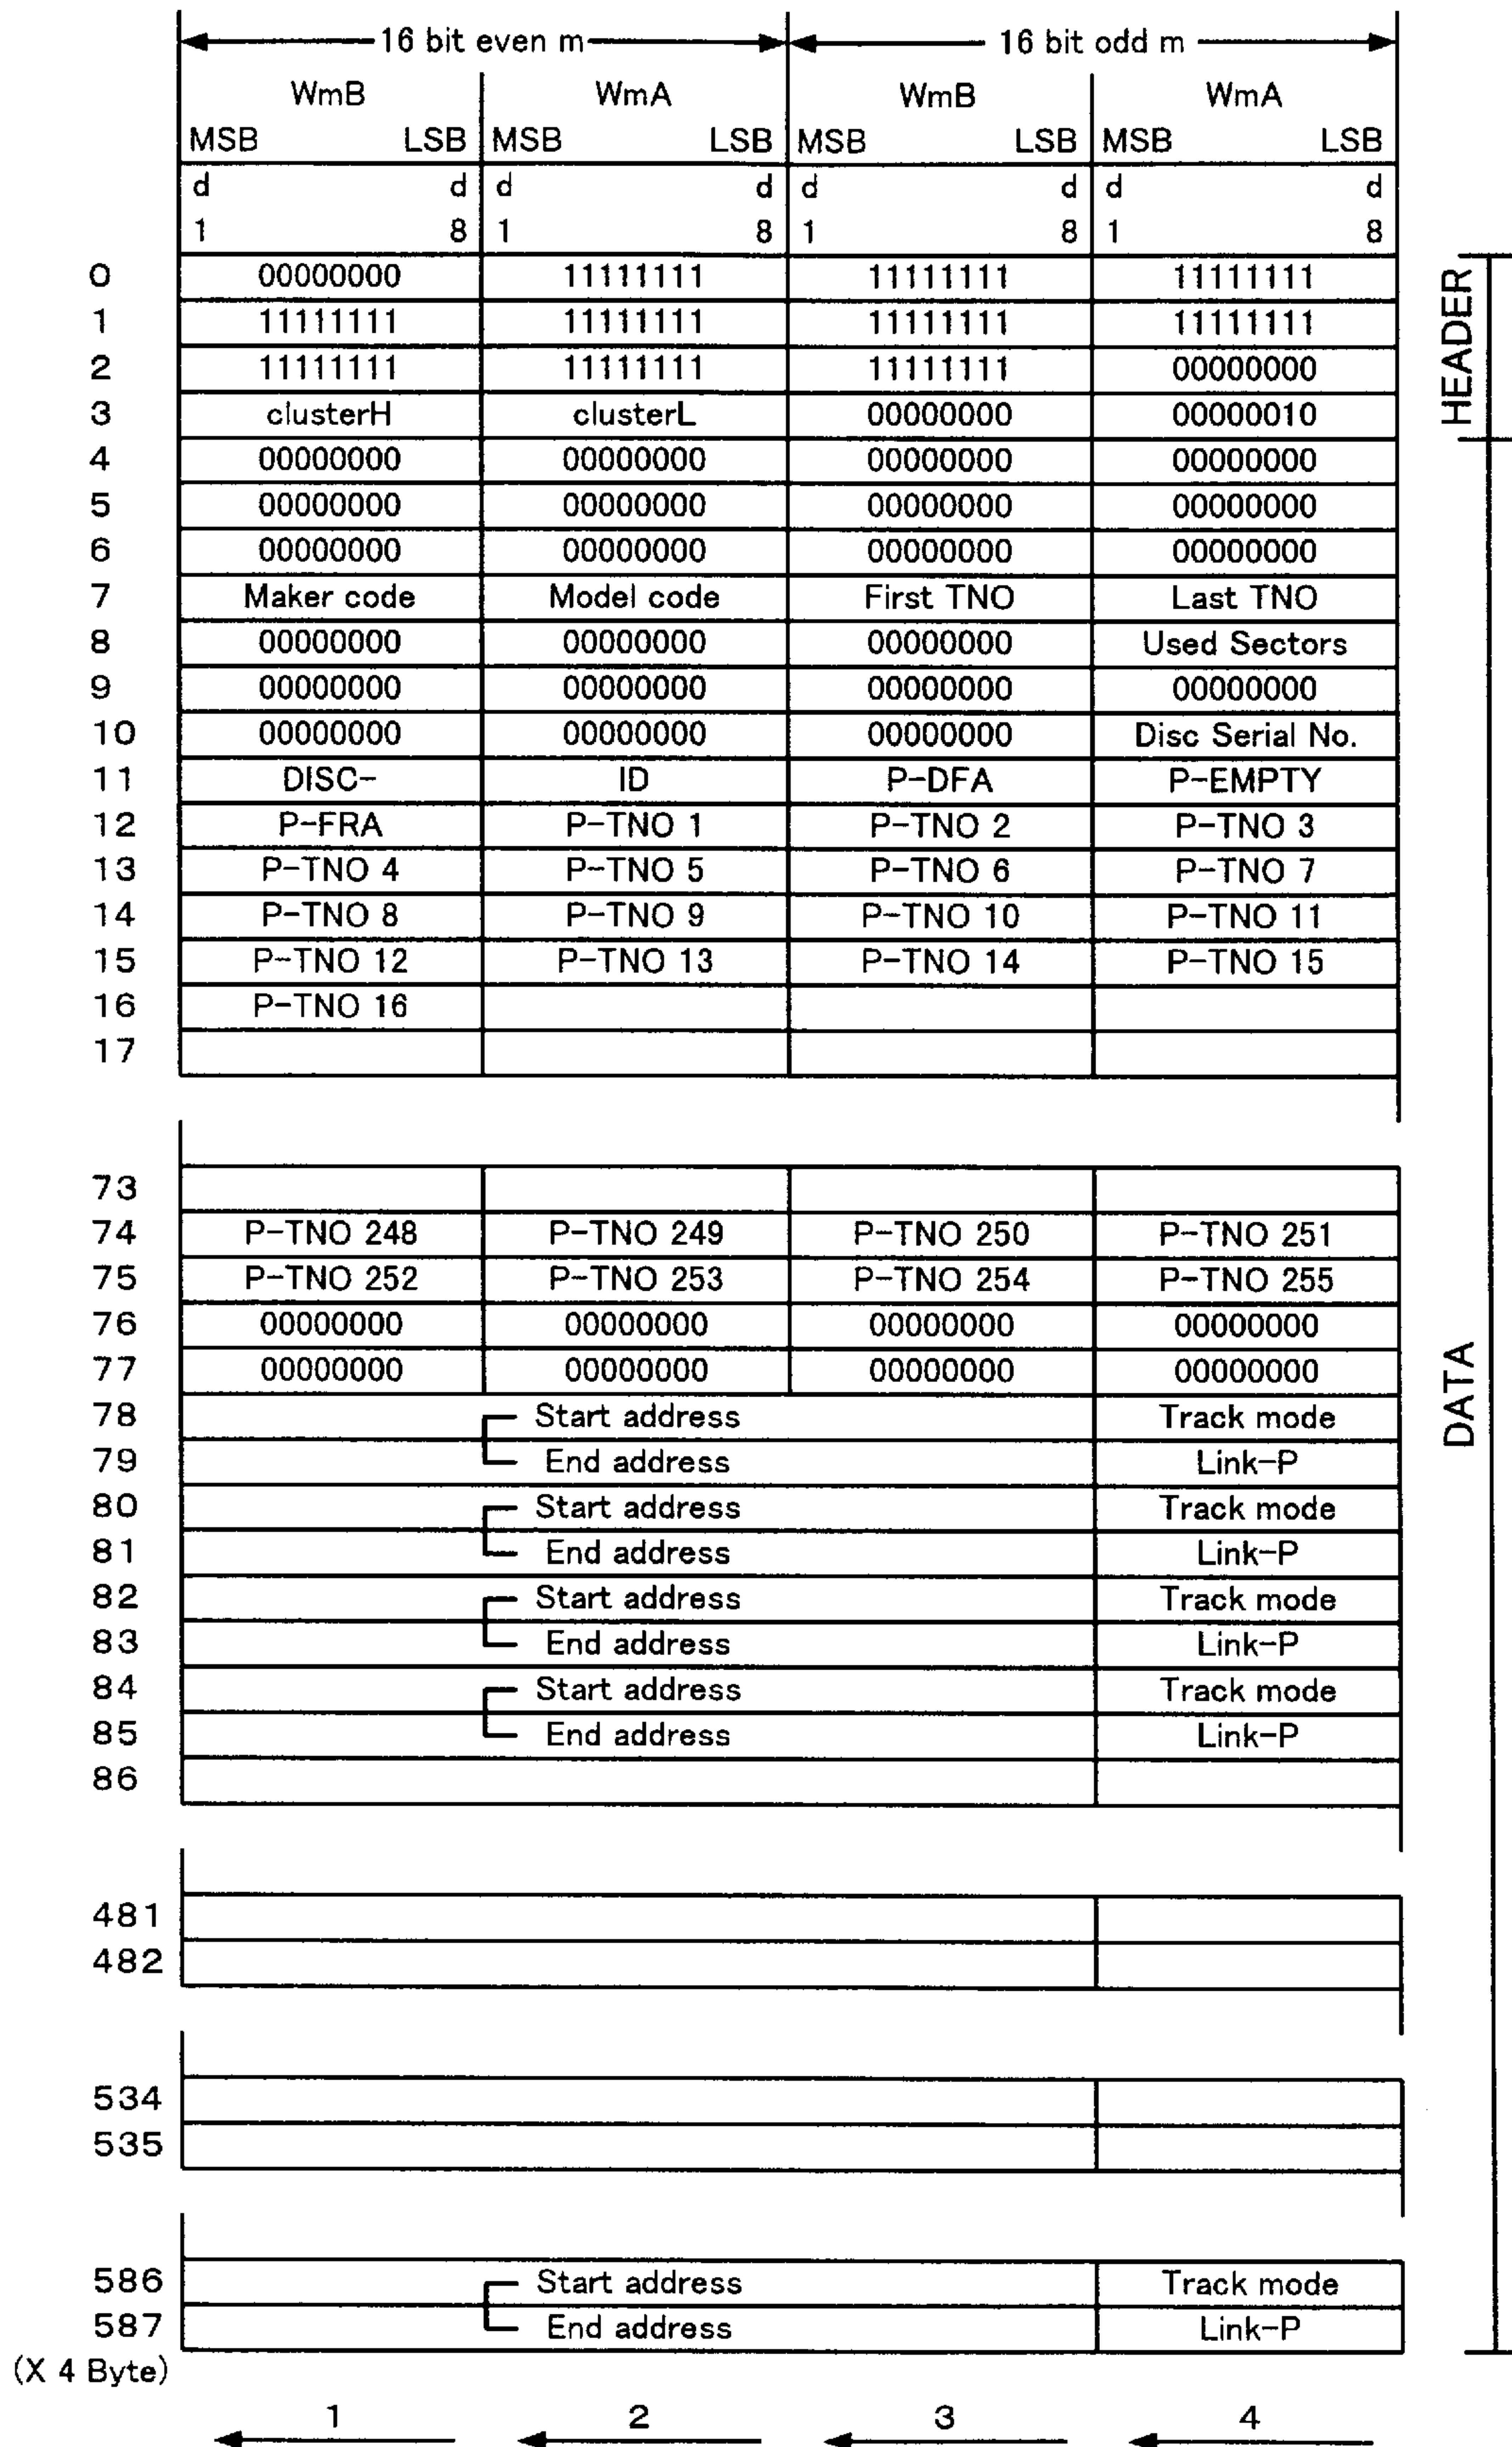 16 bit even m 16 bit odd m
WmB WmA WmB WmA
MSB LSB MSB LSB MSB LSB MSB LSB
d d d d d d d d
1 8 1 8 1 8 1 8
0 00000000 11111111 11111111 11111111
1 11111111 11111111 11111111 11111111
2 11111111 11111111 11111111 00000000
3 clusterH clusterL 00000000 00000010
HEADER
4 00000000 00000000 00000000 00000000
5 00000000 00000000 00000000 00000000
6 00000000 00000000 00000000 00000000
7 Maker code Model code First TNO Last TNO
8 00000000 00000000 00000000 Used Sectors
9 00000000 00000000 00000000 00000000
10 00000000 00000000 00000000 Disc Serial No.
11 DISC- ID P-DFA P-EMPTY
12 P-FRA P-TNO 1 P-TNO 2 P-TNO 3
13 P-TNO 4 P-TNO 5 P-TNO 6 P-TNO 7
14 P-TNO 8 P-TNO 9 P-TNO 10 P-TNO 11
15 P-TNO 12 P-TNO 13 P-TNO 14 P-TNO 15
16 P-TNO 16
17
73
74 P-TNO 248 P-TNO 249 P-TNO 250 P-TNO 251
75 P-TNO 252 P-TNO 253 P-TNO 254 P-TNO 255
76 00000000 00000000 00000000 00000000
77 00000000 00000000 00000000 00000000
78 Start address Track mode
79 End address Link-P
80 Start address Track mode
81 End address Link-P
82 Start address Track mode
83 End address Link-P
84 Start address Track mode
85 End address Link-P
86
DATA
481
482
534
535
586 Start address Track mode
587 End address Link-P
(X 4 Byte)
1 2 3 4